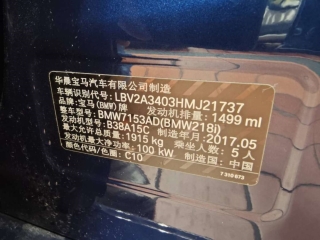 华晨宝马汽车有限公司制造
车辆识别代号: LBV2A3403HMJ21737
品牌: 宝马(BMW)牌 发动机排量: 1499 ml
整车型号: BMW7153AD(BMW218i)
发动机型号: B38A15C 制造年月: 2017.05
最大允许总质量: 1915 kg 乘坐人数: 5 人
发动机最大净功率: 100 kW 制造国: 中国
颜色代码/色隔: C10
7 310 673